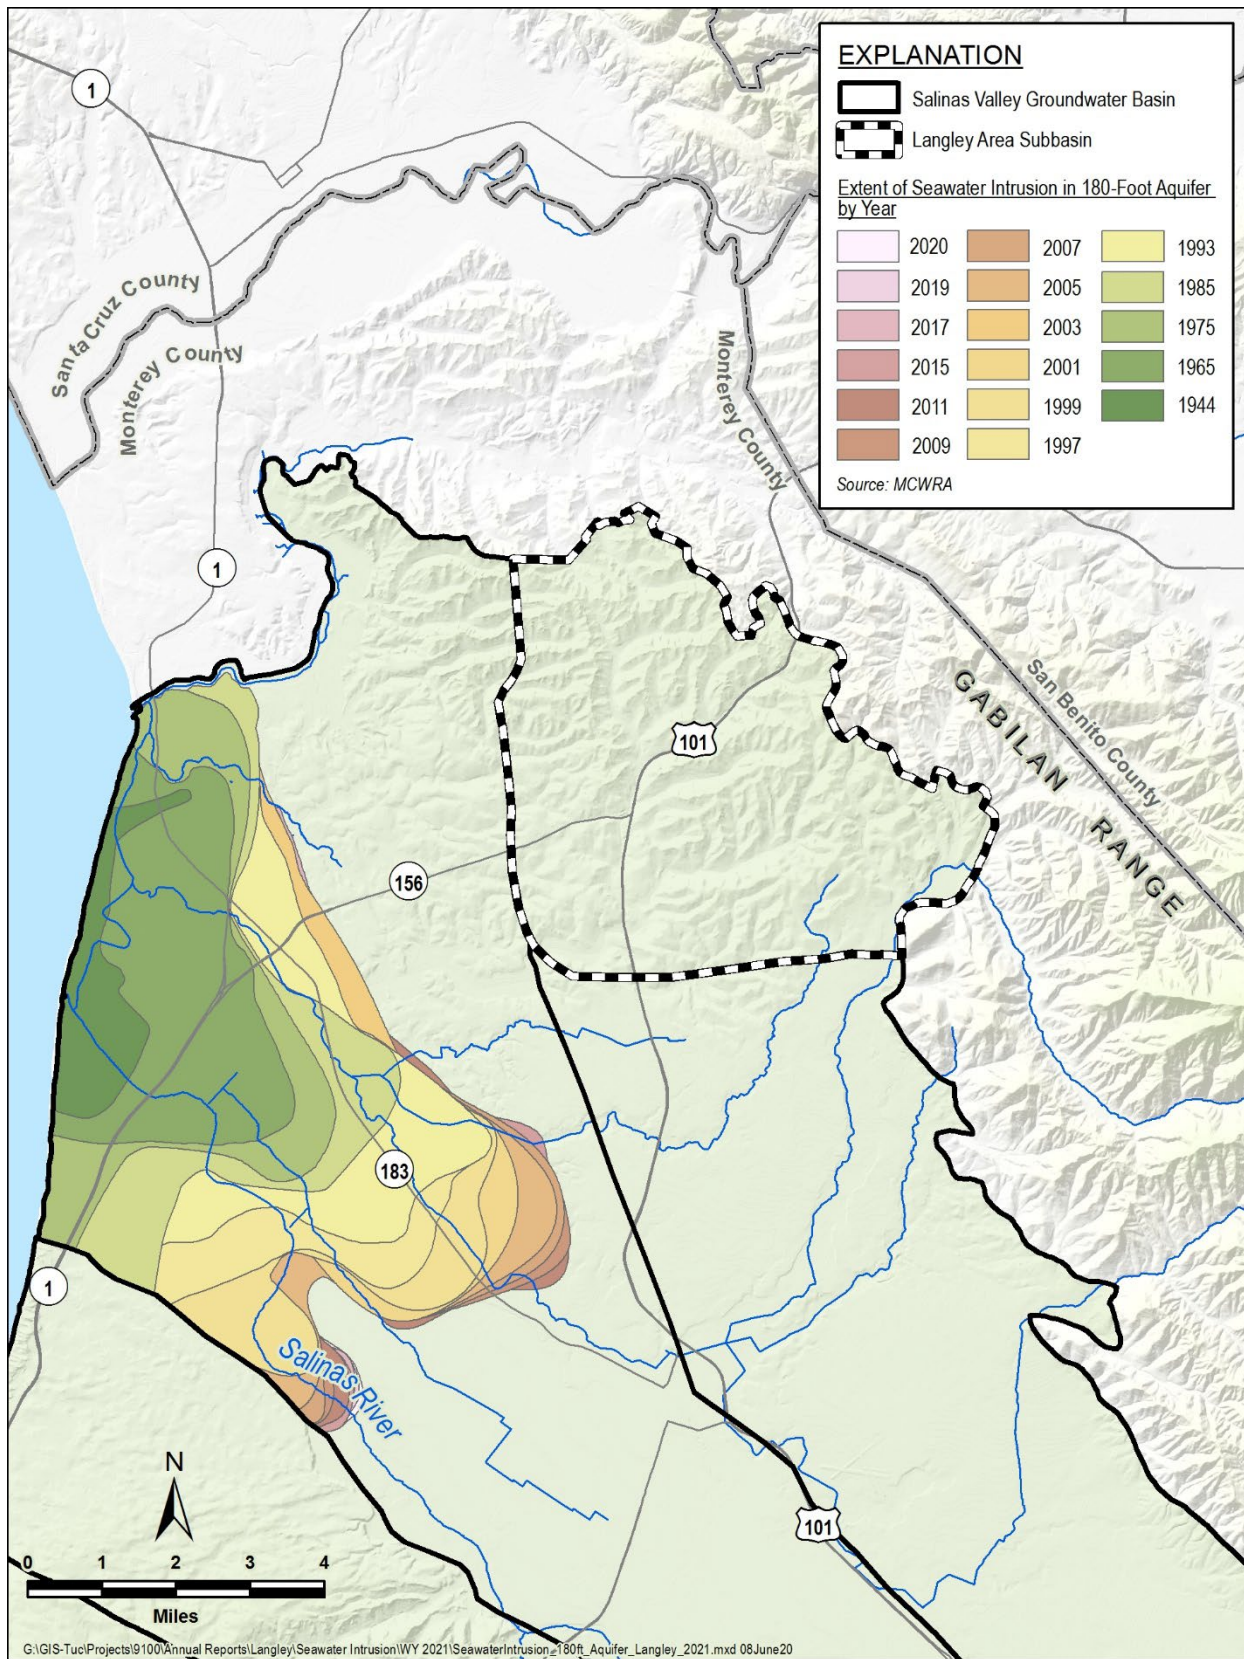 EXPLANATION
Salinas Valley Groundwater Basin
Langley Area Subbasin
Extent of Seawater Intrusion in 180-Foot Aquifer
by Year
2020 2007 1993
2019 2005 1985
2017 2003 1975
2015 2001 1965
2011 1999 1944
2009 1997
Source: MCWRA
1
Santa Cruz County
Monterey County
Monterey County
San Benito County
GABILAN RANGE
1
101
156
183
1
Salinas River
101
N
0 1 2 3 4
Miles
G:\GIS-Tuc\Projects\9100\Annual Reports\Langley\Seawater Intrusion\WY 2021\SeawaterIntrusion_180ft_Aquifer_Langley_2021.mxd 08June20